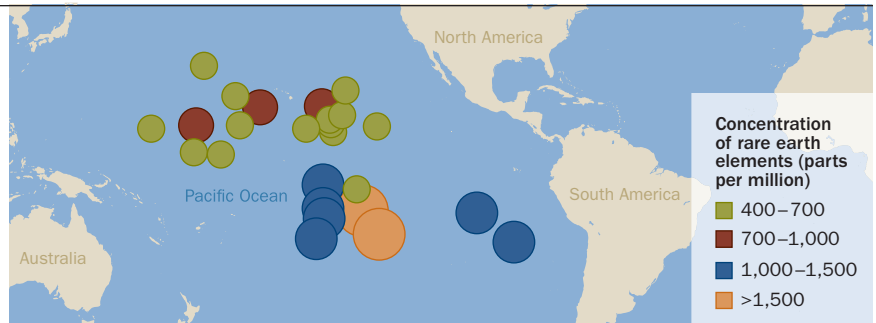 North America
Pacific Ocean
South America
Australia
Concentration
of rare earth
elements (parts
per million)
400–700
700–1,000
1,000–1,500
>1,500